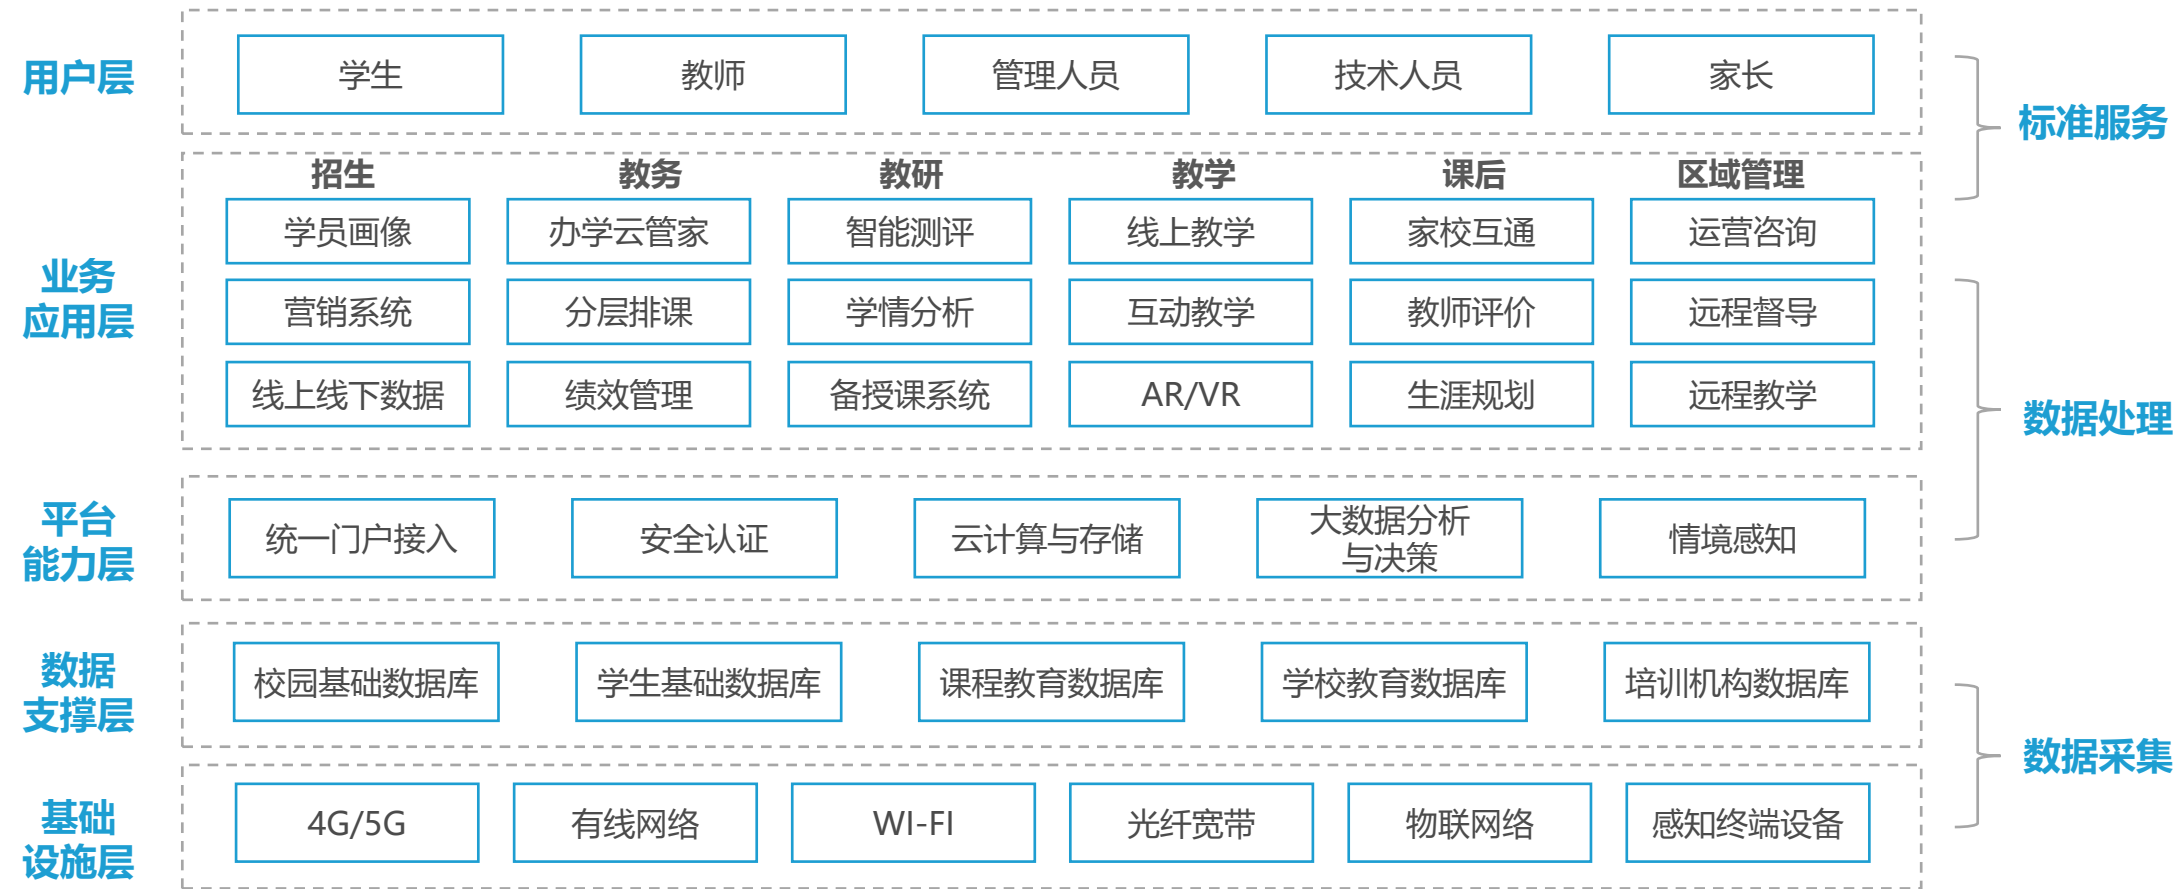 用户层
学生
教师
管理人员
技术人员
家长
标准服务
业务
应用层
招生
教务
教研
教学
课后
区域管理
学员画像
办学云管家
智能测评
线上教学
家校互通
运营咨询
营销系统
分层排课
学情分析
互动教学
教师评价
远程督导
线上线下数据
绩效管理
备授课系统
AR/VR
生涯规划
远程教学
数据处理
平台
能力层
统一门户接入
安全认证
云计算与存储
大数据分析
与决策
情境感知
数据
支撑层
校园基础数据库
学生基础数据库
课程教育数据库
学校教育数据库
培训机构数据库
数据采集
基础
设施层
4G/5G
有线网络
WI-FI
光纤宽带
物联网络
感知终端设备